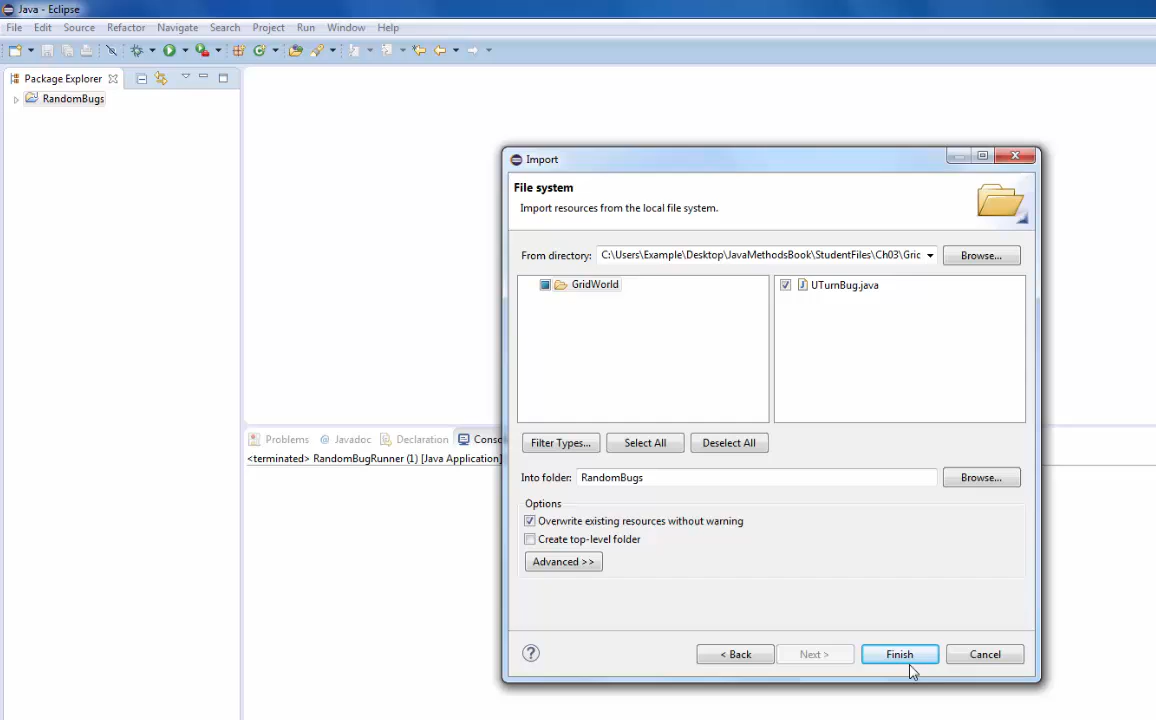 Java - Eclipse
File Edit Source Refactor Navigate Search Project Run Window Help
Package Explorer
RandomBugs
Import
File system
Import resources from the local file system.
From directory: C:\Users\Example\Desktop\JavaMethodsBook\StudentFiles\Ch03\Gric Browse...
GridWorld UTurnBug.java
Filter Types... Select All Deselect All
Problems @ Javadoc Declaration Conso
<terminated> RandomBugRunner (1) [Java Application]
Into folder: RandomBugs Browse...
Options
Overwrite existing resources without warning
Create top-level folder
Advanced >>
? < Back Next > Finish Cancel